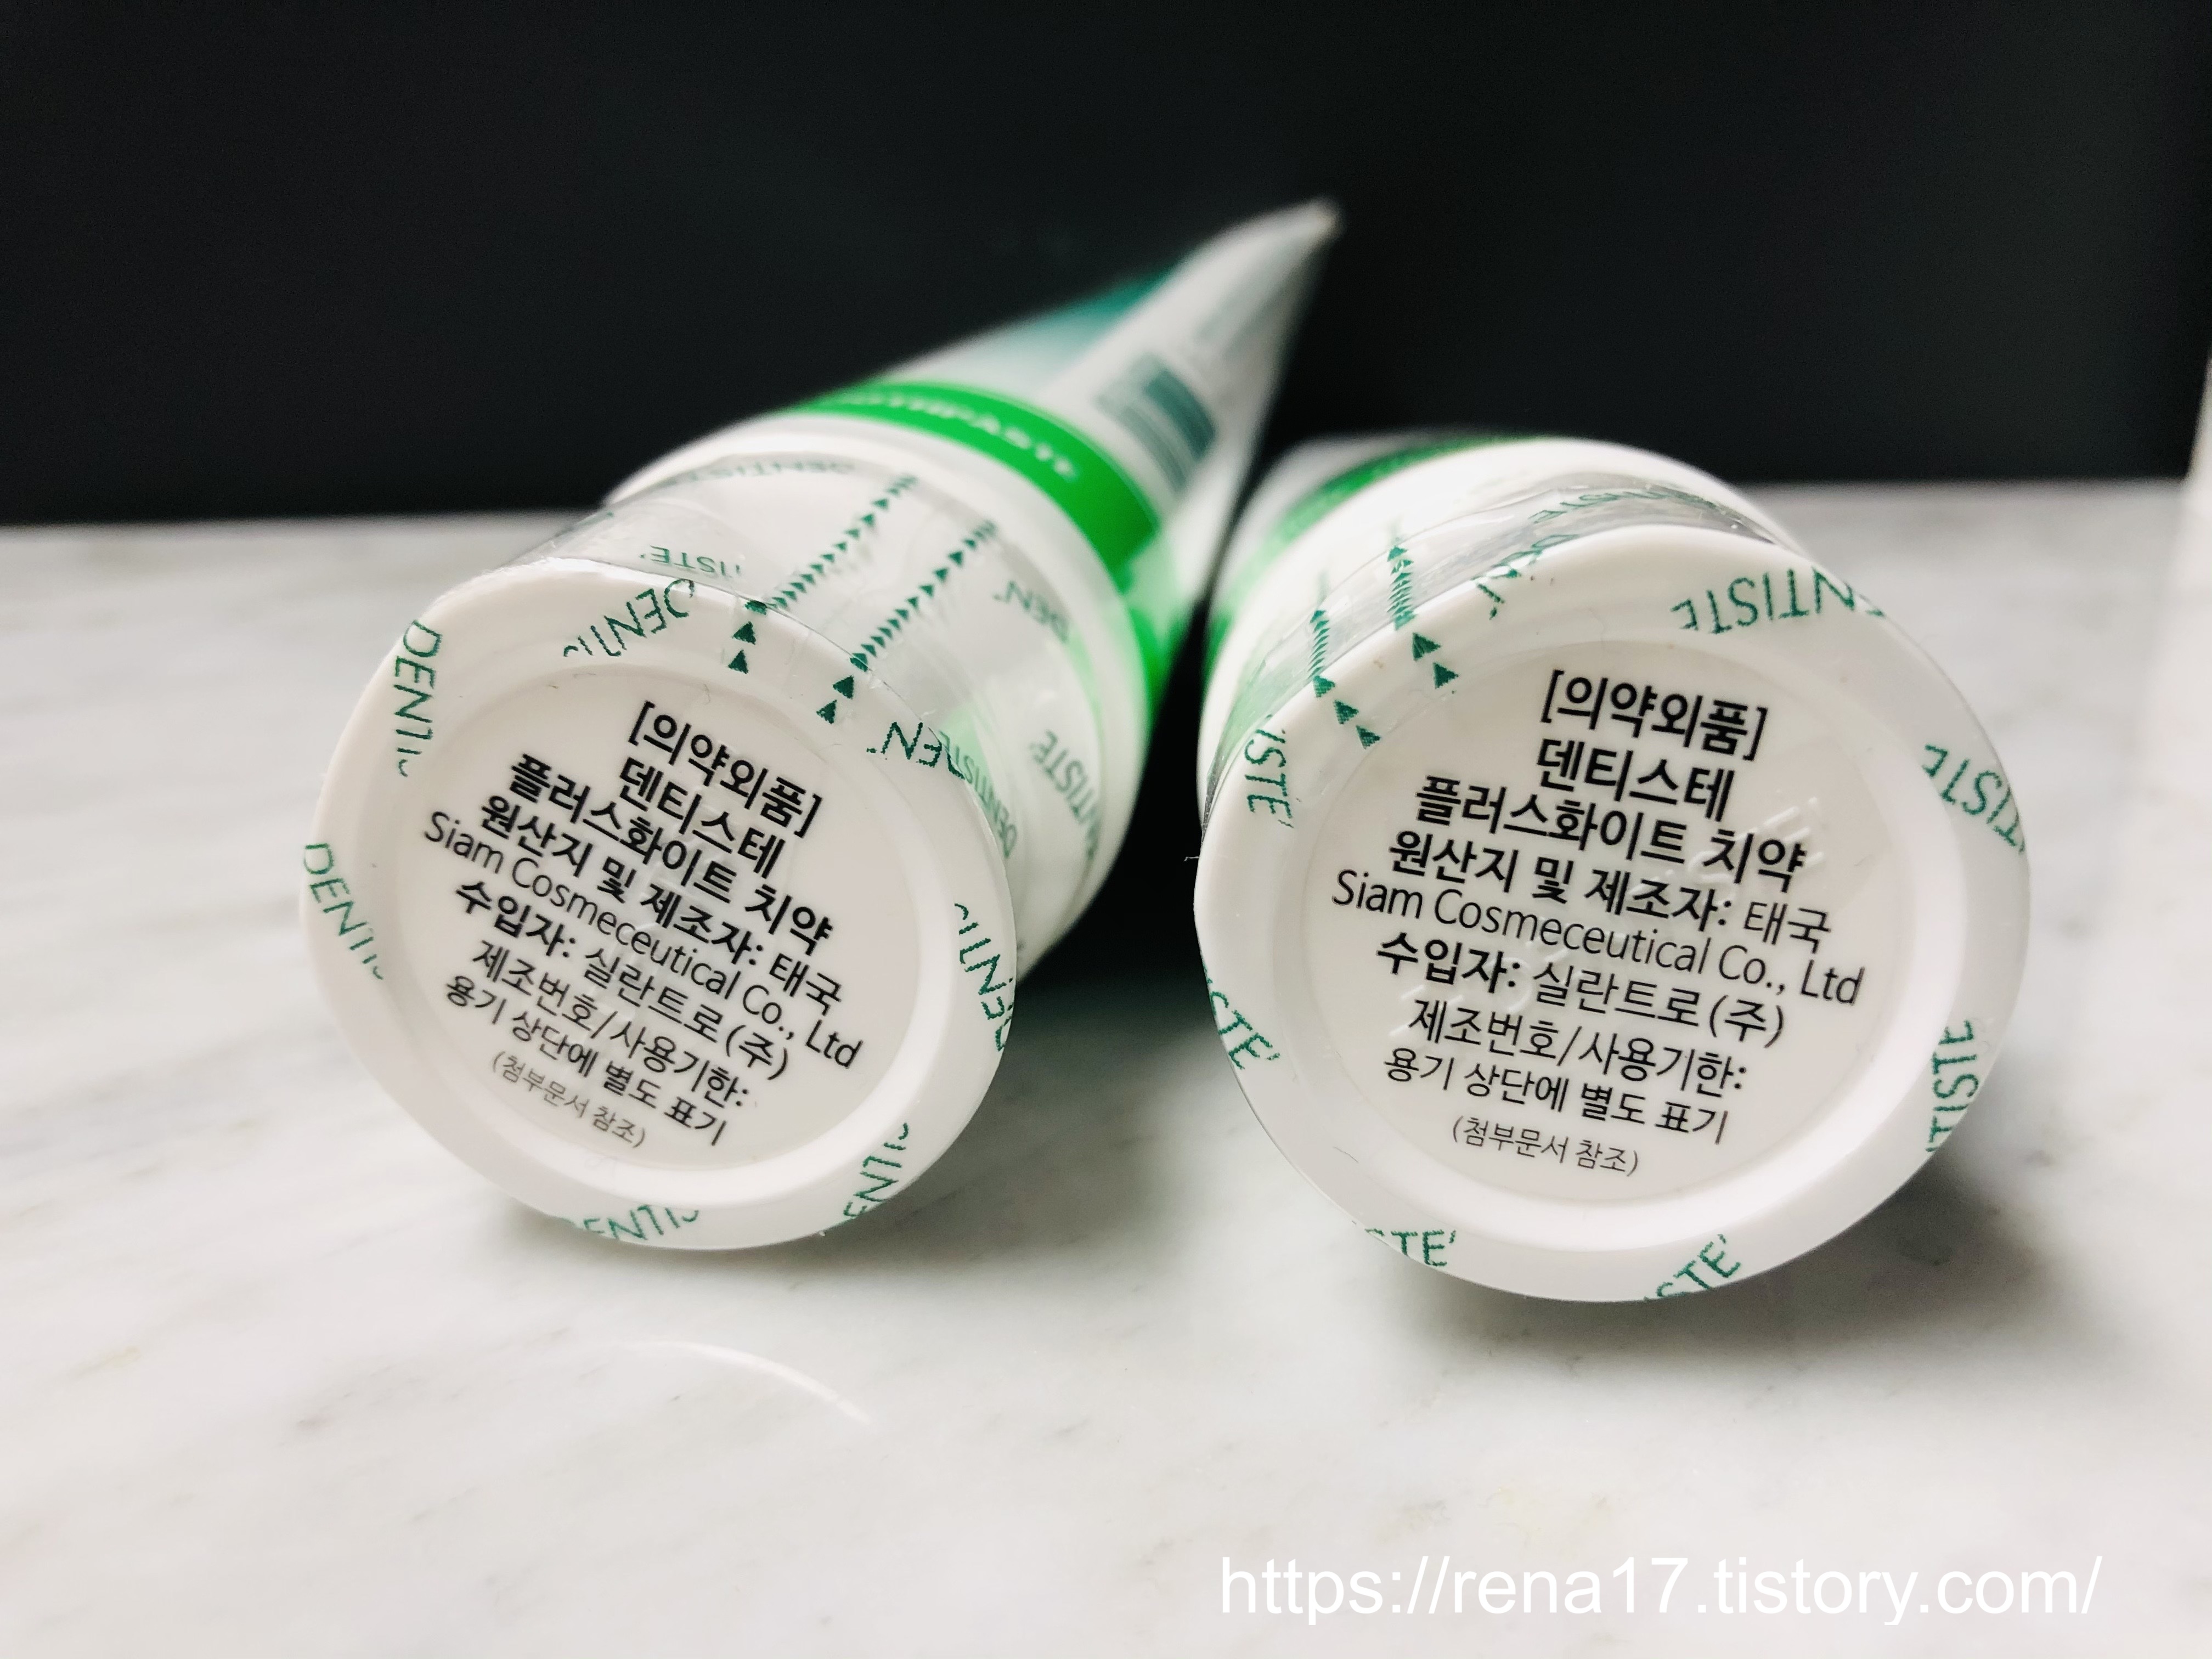 [의약외품]
덴티스테
플러스화이트 치약
원산지 및 제조자: 태국
Siam Cosmeceutical Co., Ltd
수입자: 실란트로(주)
제조번호/사용기한:
용기 상단에 별도 표기
(첨부문서 참조)
[의약외품]
덴티스테
플러스화이트 치약
원산지 및 제조자: 태국
Siam Cosmeceutical Co., Ltd
수입자: 실란트로(주)
제조번호/사용기한:
용기 상단에 별도 표기
(첨부문서 참조)
https://rena17.tistory.com/